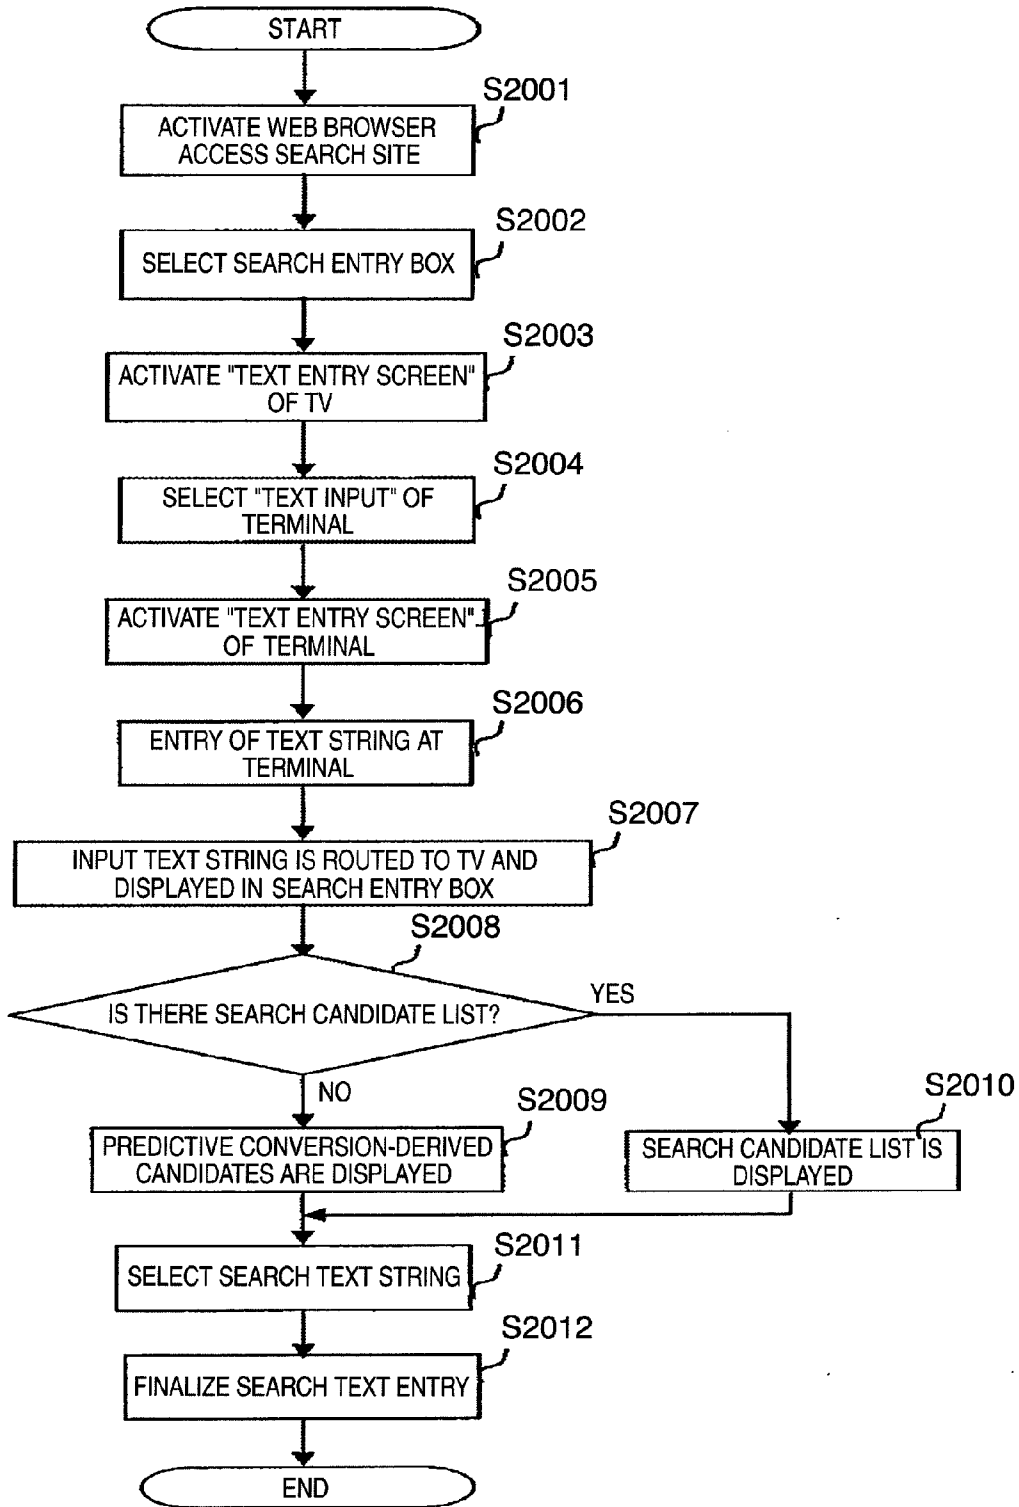 START
S2001
ACTIVATE WEB BROWSER
ACCESS SEARCH SITE
S2002
SELECT SEARCH ENTRY BOX
S2003
ACTIVATE "TEXT ENTRY SCREEN"
OF TV
S2004
SELECT "TEXT INPUT" OF
TERMINAL
S2005
ACTIVATE "TEXT ENTRY SCREEN"
OF TERMINAL
S2006
ENTRY OF TEXT STRING AT
TERMINAL
S2007
INPUT TEXT STRING IS ROUTED TO TV AND
DISPLAYED IN SEARCH ENTRY BOX
S2008
IS THERE SEARCH CANDIDATE LIST?
YES
NO
S2009
PREDICTIVE CONVERSION-DERIVED
CANDIDATES ARE DISPLAYED
S2010
SEARCH CANDIDATE LIST IS
DISPLAYED
S2011
SELECT SEARCH TEXT STRING
S2012
FINALIZE SEARCH TEXT ENTRY
END